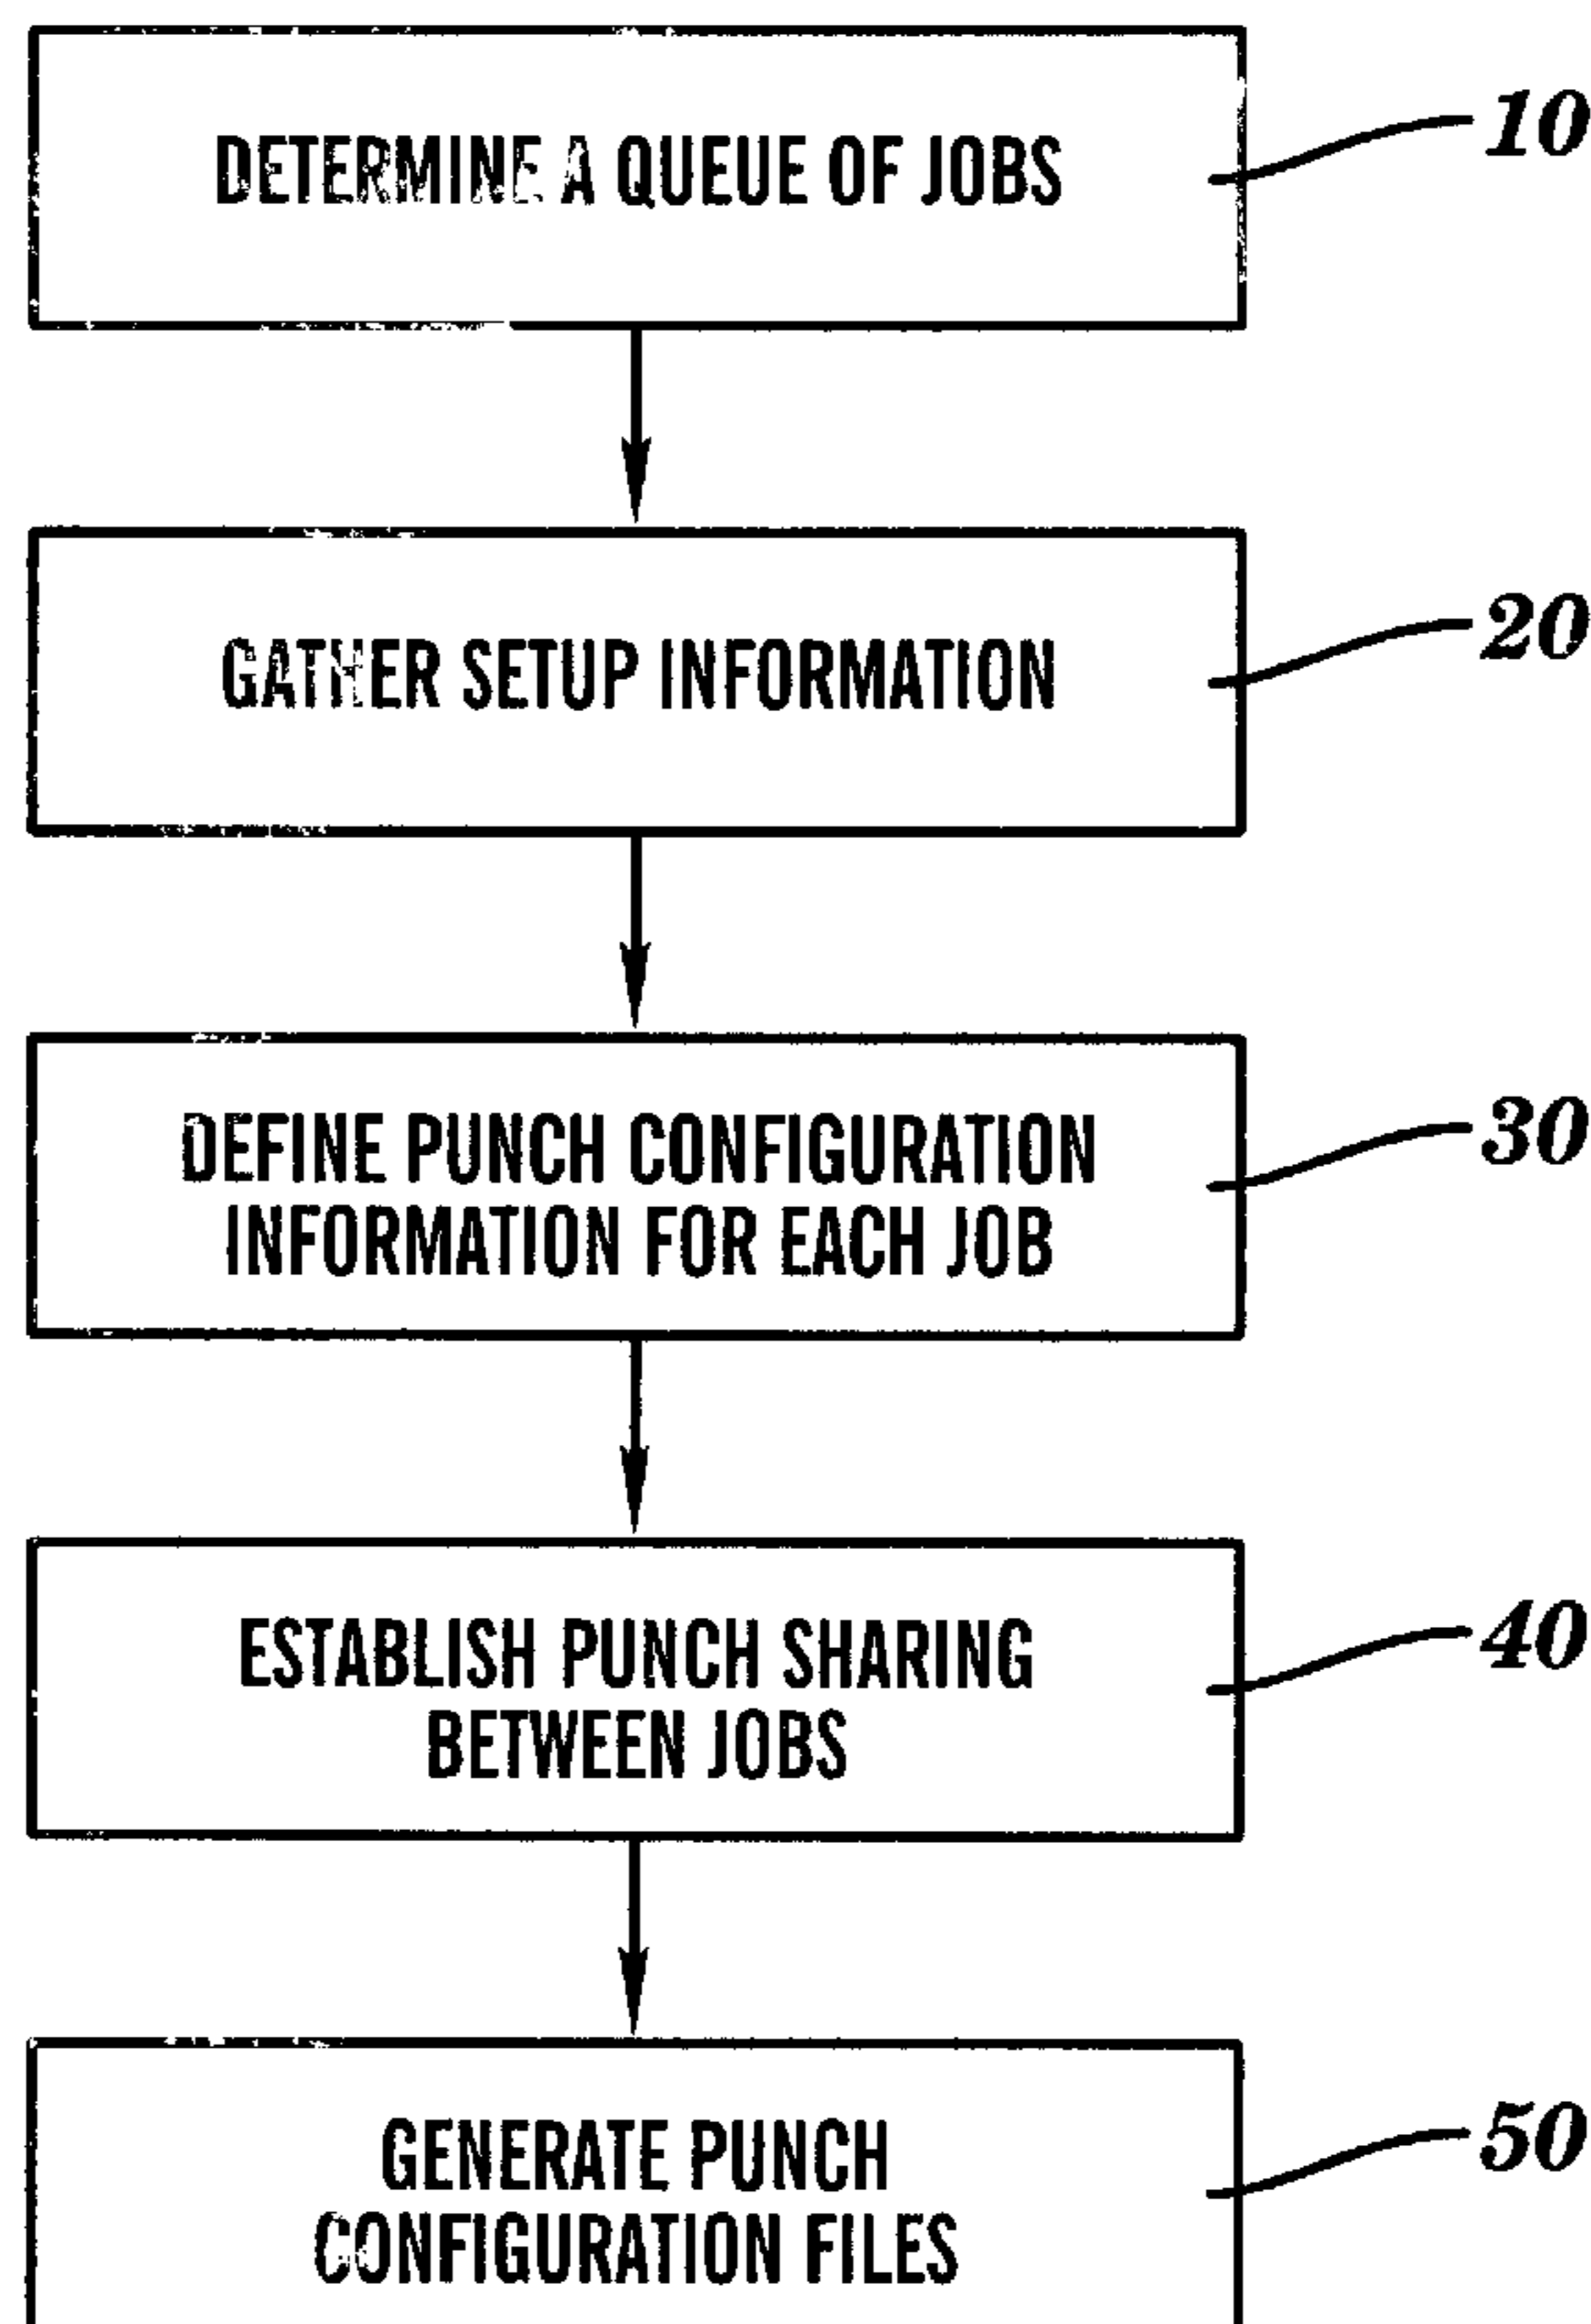 DETERMINE A QUEUE OF JOBS
10
GATHER SETUP INFORMATION
20
DEFINE PUNCH CONFIGURATION
INFORMATION FOR EACH JOB
30
ESTABLISH PUNCH SHARING
BETWEEN JOBS
40
GENERATE PUNCH
CONFIGURATION FILES
50